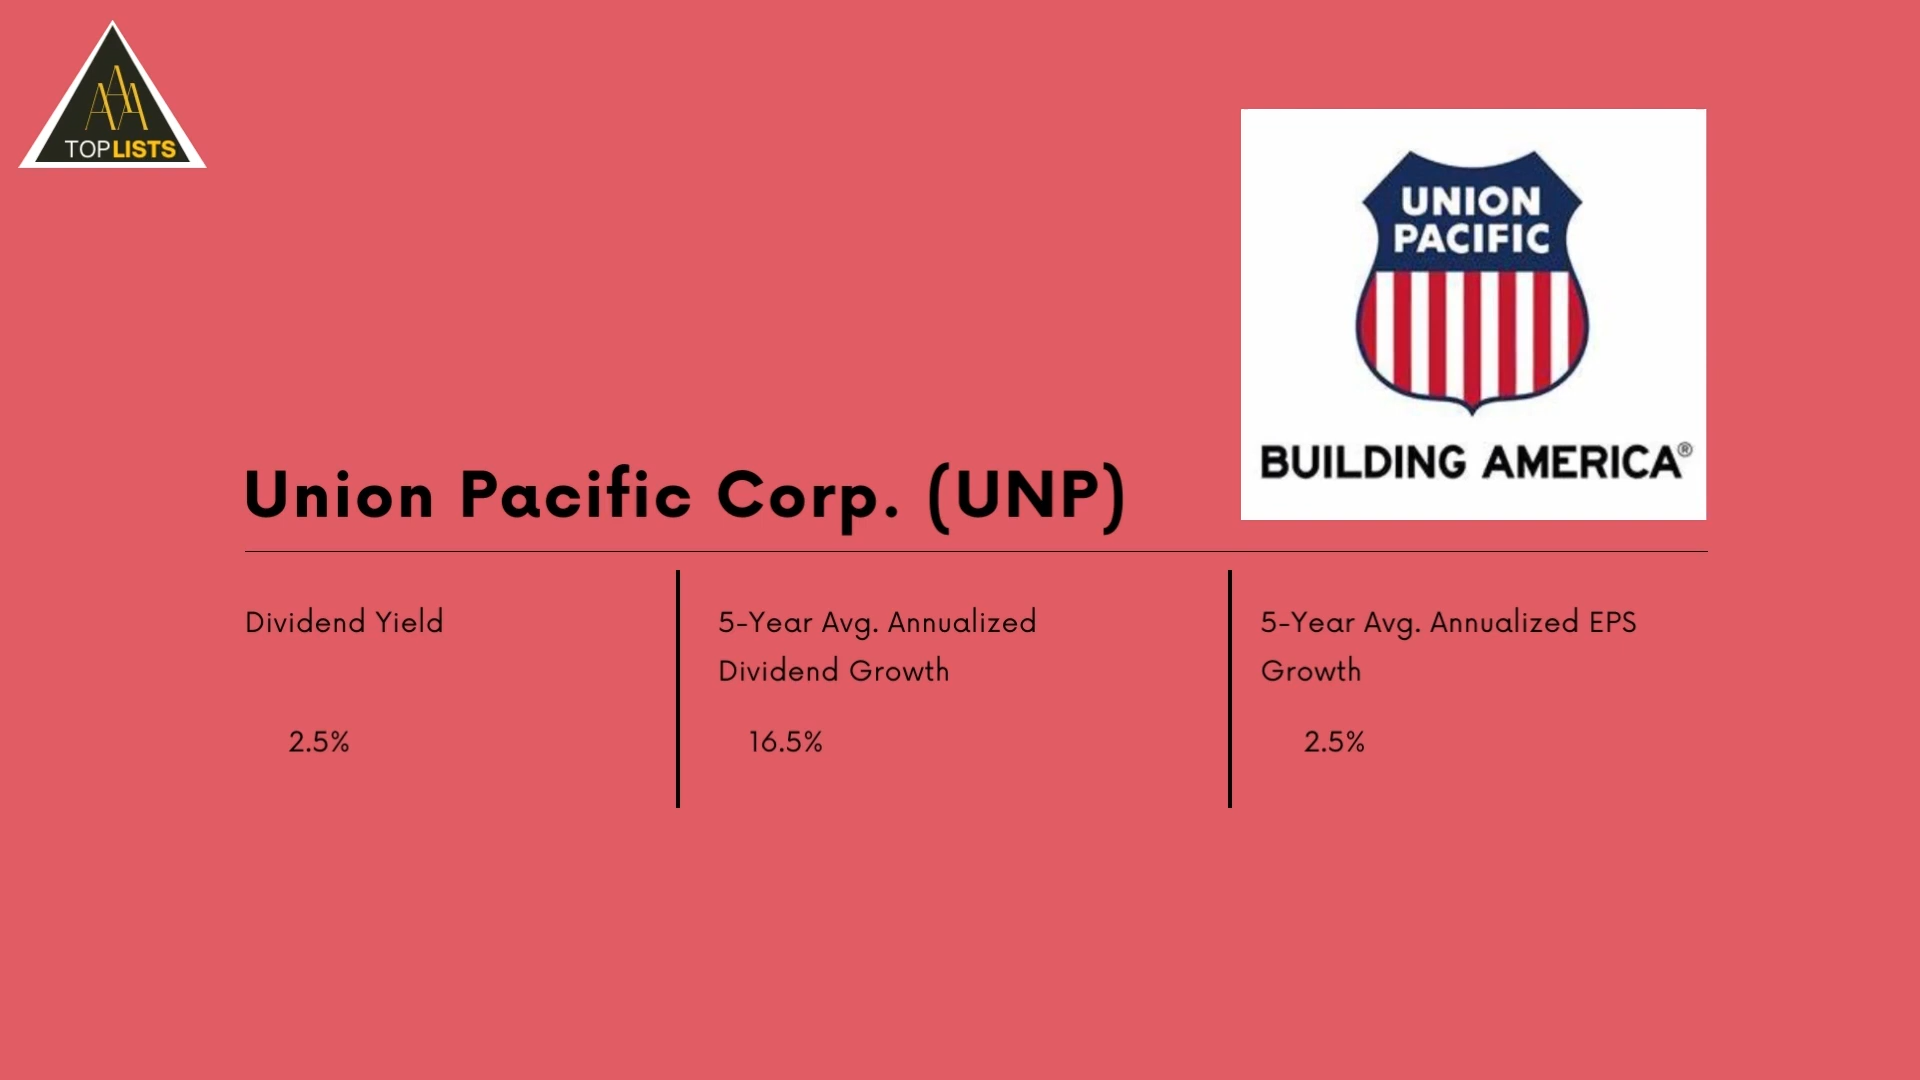 AAA
TOPLISTS
UNION
PACIFIC
BUILDING AMERICA®
Union Pacific Corp. (UNP)
Dividend Yield
2.5%
5-Year Avg. Annualized
Dividend Growth
16.5%
5-Year Avg. Annualized EPS
Growth
2.5%